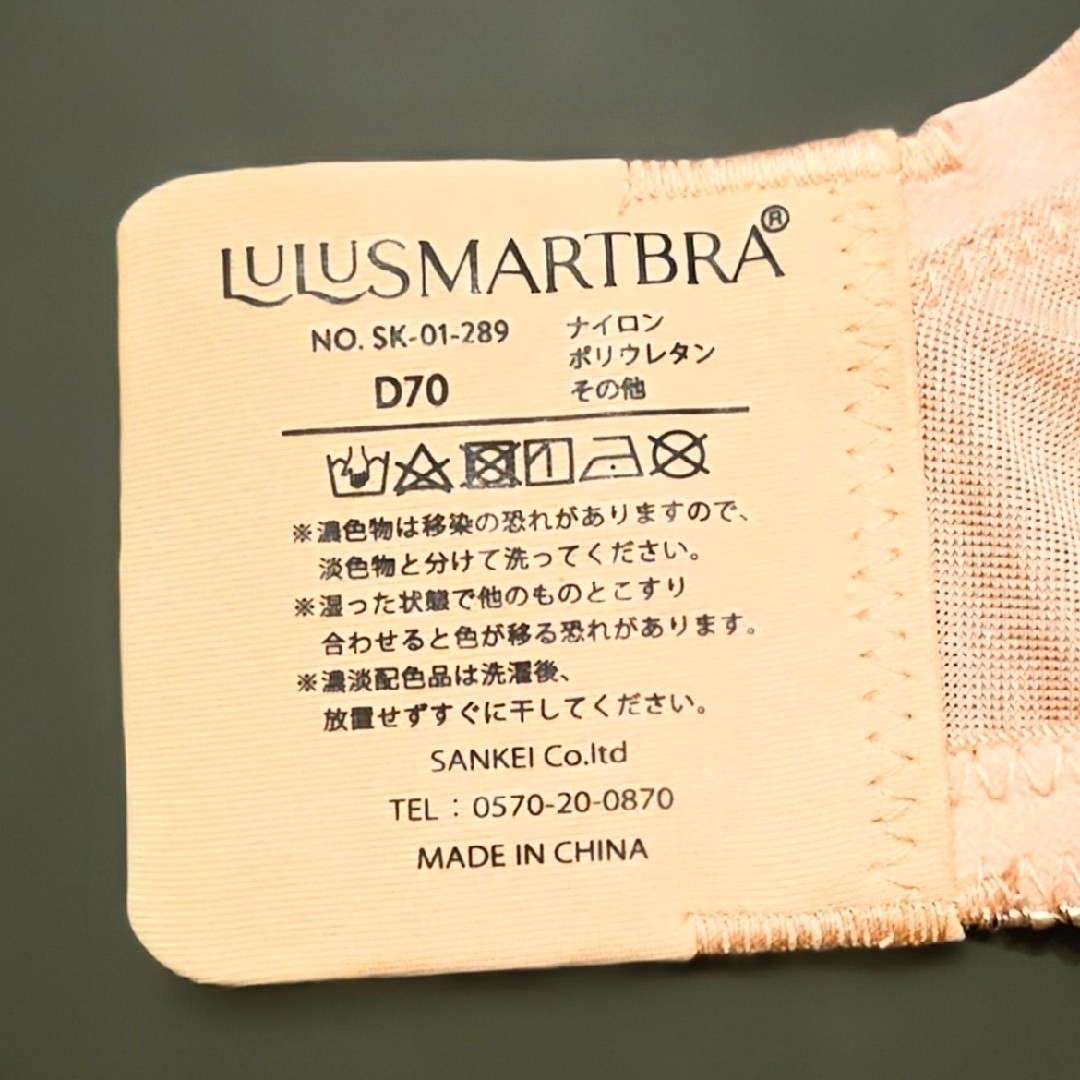 LULUSMARTBRA®
NO. SK-01-289
D70
ナイロン
ポリウレタン
その他
※濃色物は移染の恐れがありますので、
淡色物と分けて洗ってください。
※湿った状態で他のものとこすり
合わせると色が移る恐れがあります。
※濃淡配色品は洗濯後、
放置せずすぐに干してください。
SANKEI Co.ltd
TEL：0570-20-0870
MADE IN CHINA